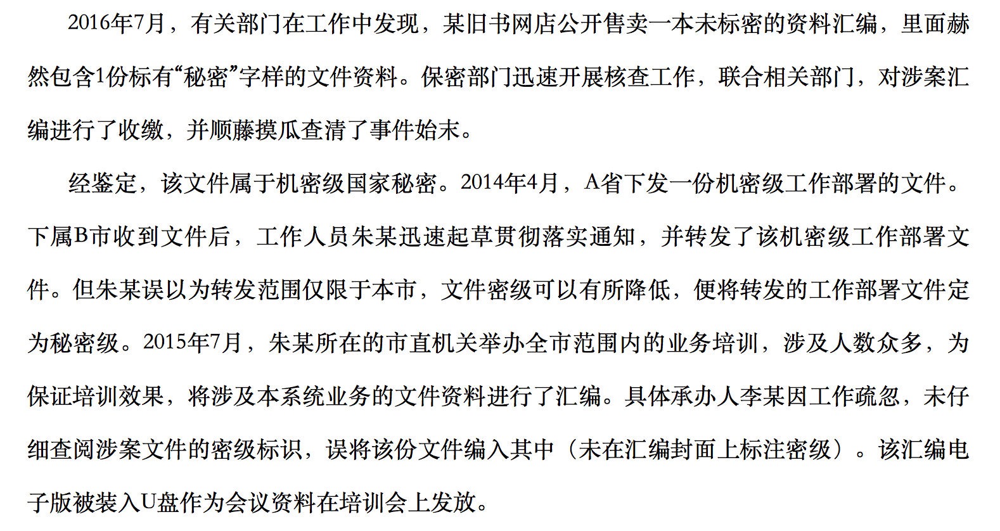 2016年7月，有关部门在工作中发现，某旧书网店公开售卖一本未标密的资料汇编，里面赫
然包含1份标有“秘密”字样的文件资料。保密部门迅速开展核查工作，联合相关部门，对涉案汇
编进行了收缴，并顺藤摸瓜查清了事件始末。
经鉴定，该文件属于机密级国家秘密。2014年4月，A省下发一份机密级工作部署的文件。
下属B市收到文件后，工作人员朱某迅速起草贯彻落实通知，并转发了该机密级工作部署文
件。但朱某误以为转发范围仅限于本市，文件密级可以有所降低，便将转发的工作部署文件定
为秘密级。2015年7月，朱某所在的市直机关举办全市范围内的业务培训，涉及人数众多，为
保证培训效果，将涉及本系统业务的文件资料进行了汇编。具体承办人李某因工作疏忽，未仔
细查阅涉案文件的密级标识，误将该份文件编入其中（未在汇编封面上标注密级）。该汇编电
子版被装入U盘作为会议资料在培训会上发放。